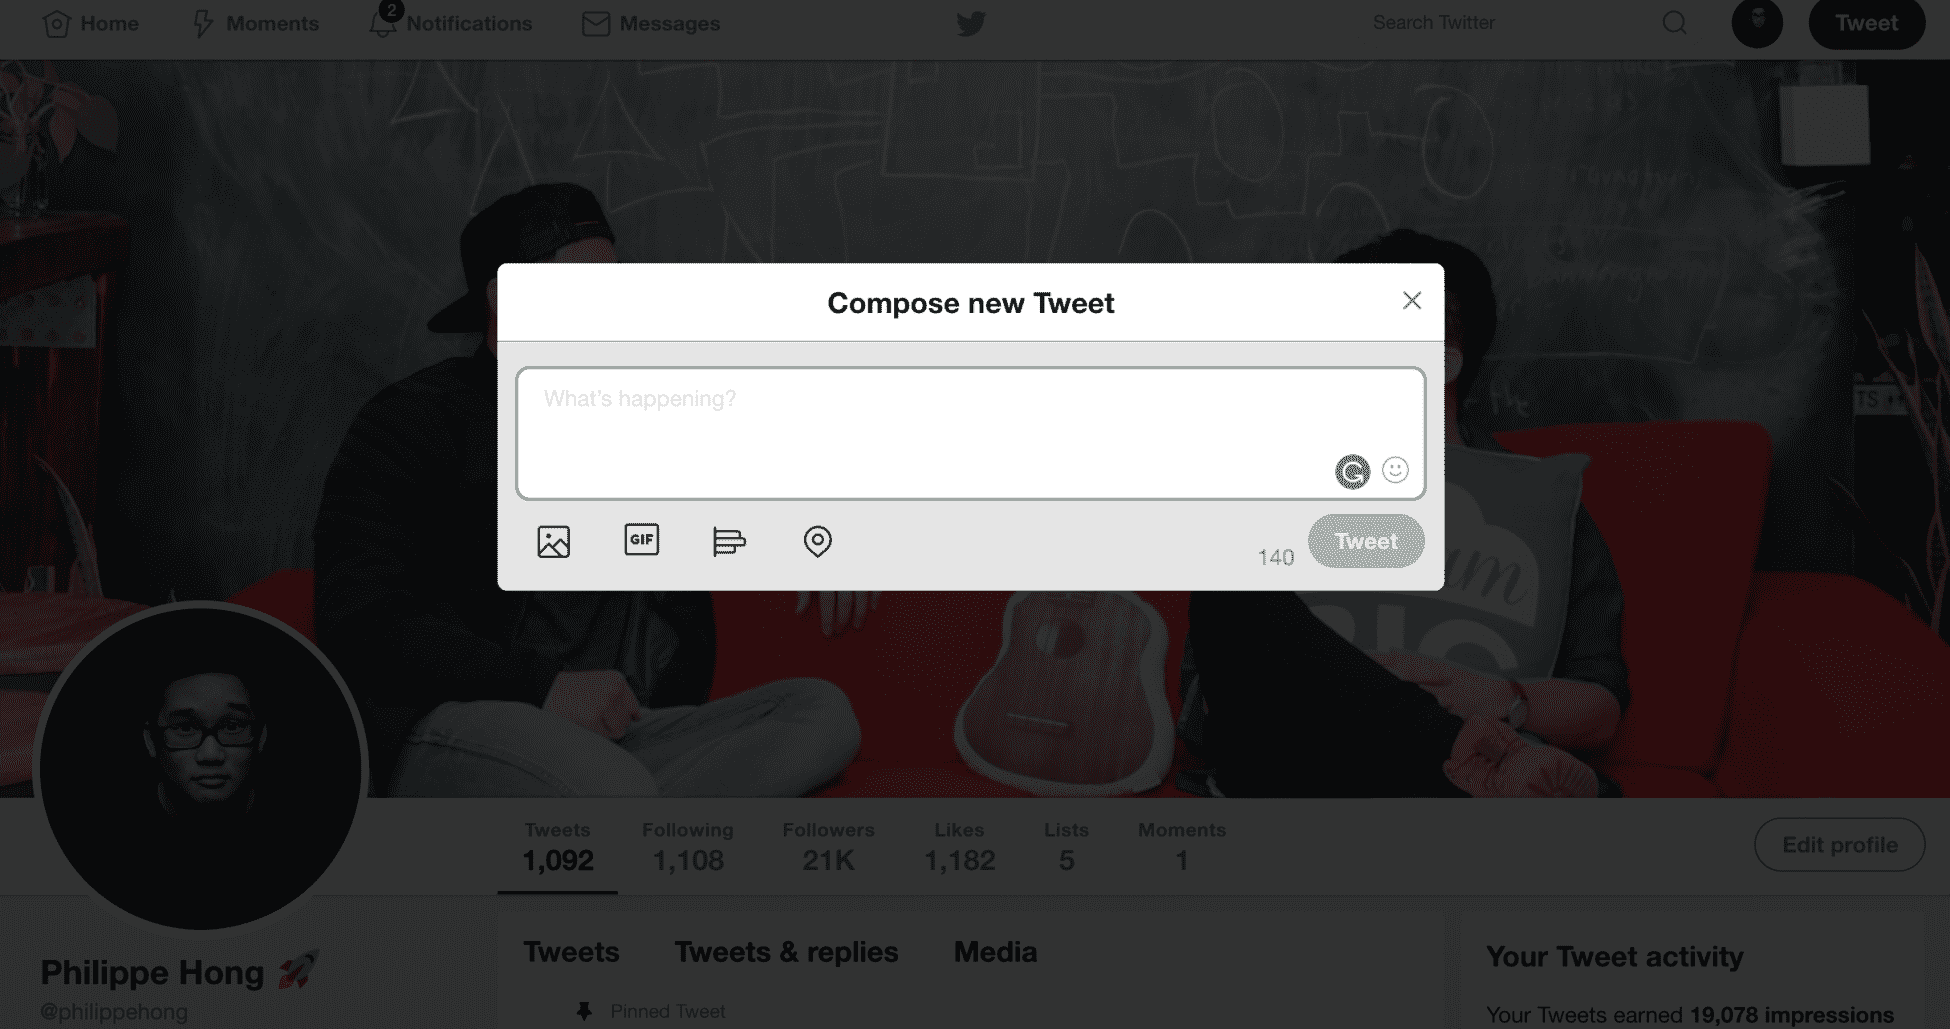 Home Moments 2 Notifications Messages Search Twitter Tweet
Compose new Tweet
What's happening?
GIF 140 Tweet
Tweets Following Followers Likes Lists Moments
1,092 1,108 21K 1,182 5 1
Edit profile
Philippe Hong
@philippehong
Tweets Tweets & replies Media
Pinned Tweet
Your Tweet activity
Your Tweets earned 19,078 impressions